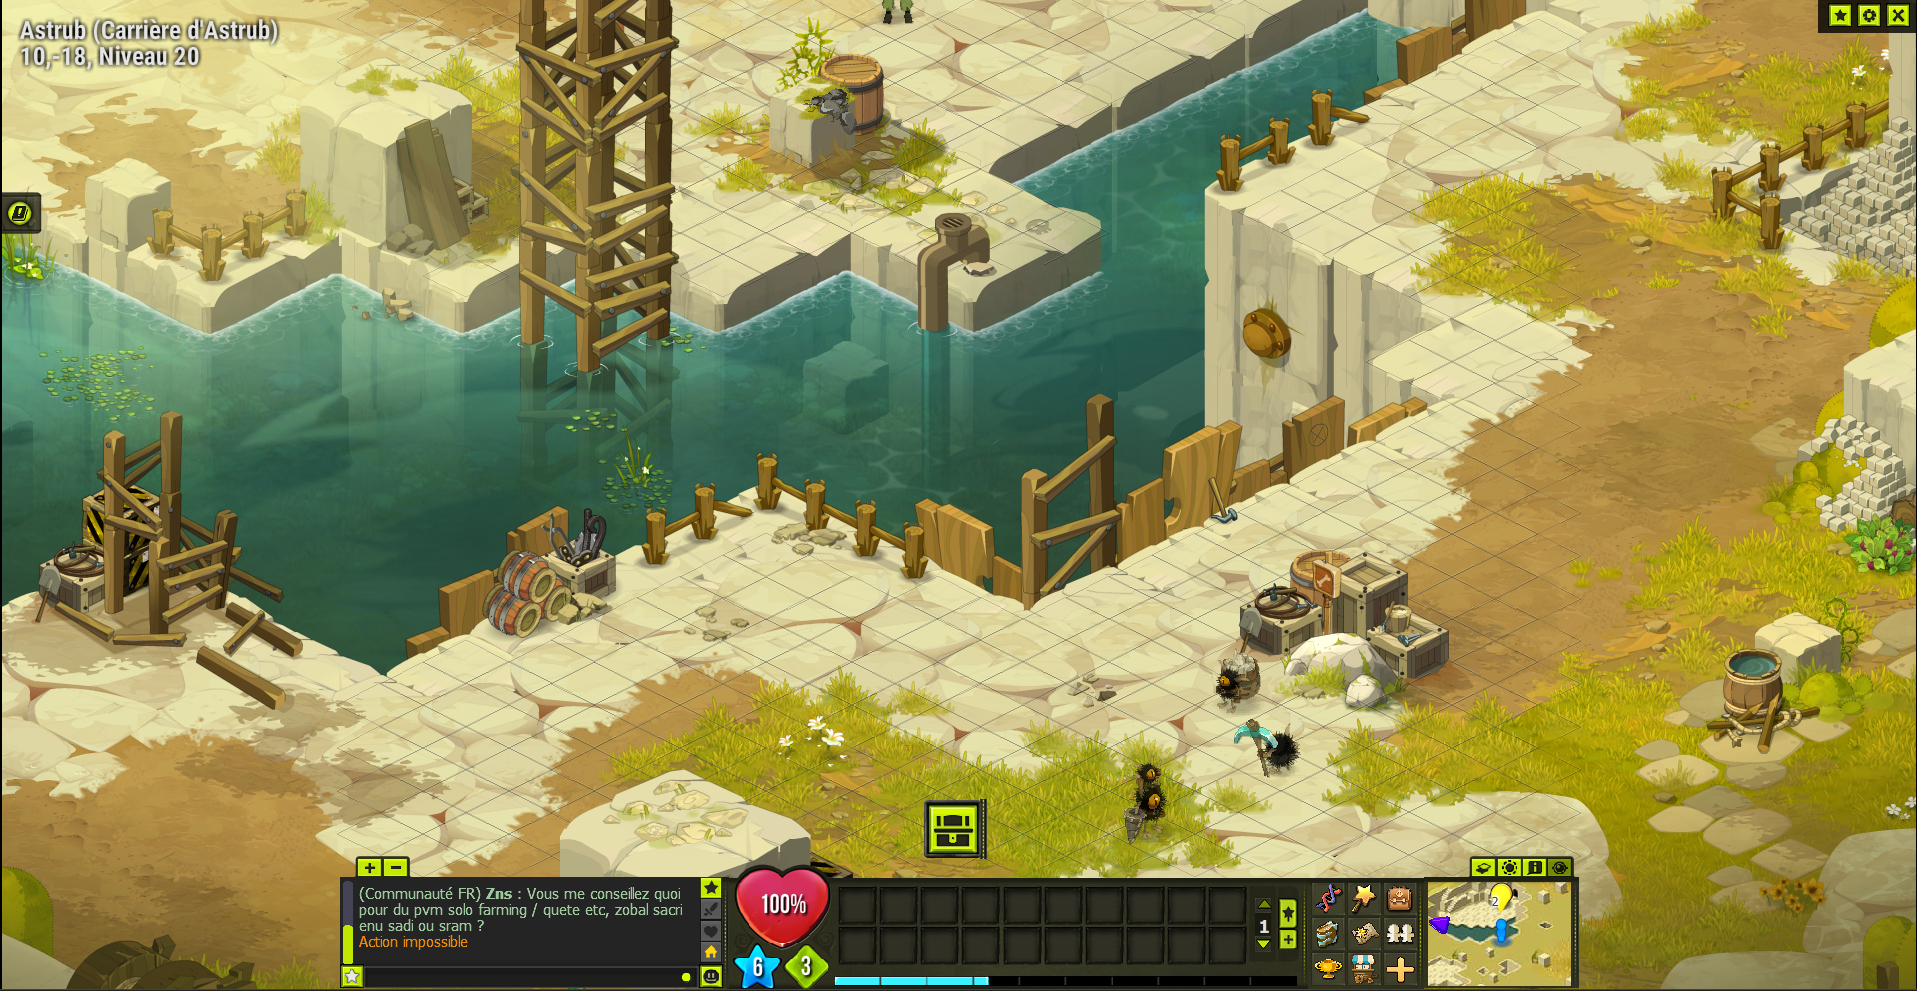 Astrub (Carrière d'Astrub)
10,-18, Niveau 20
(Communauté FR) Zns : Vous me conseillez quoi
pour du pvm solo farming / quete etc, zobal sacri
enu sadi ou sram ?
Action impossible
100%
6
3
1
2